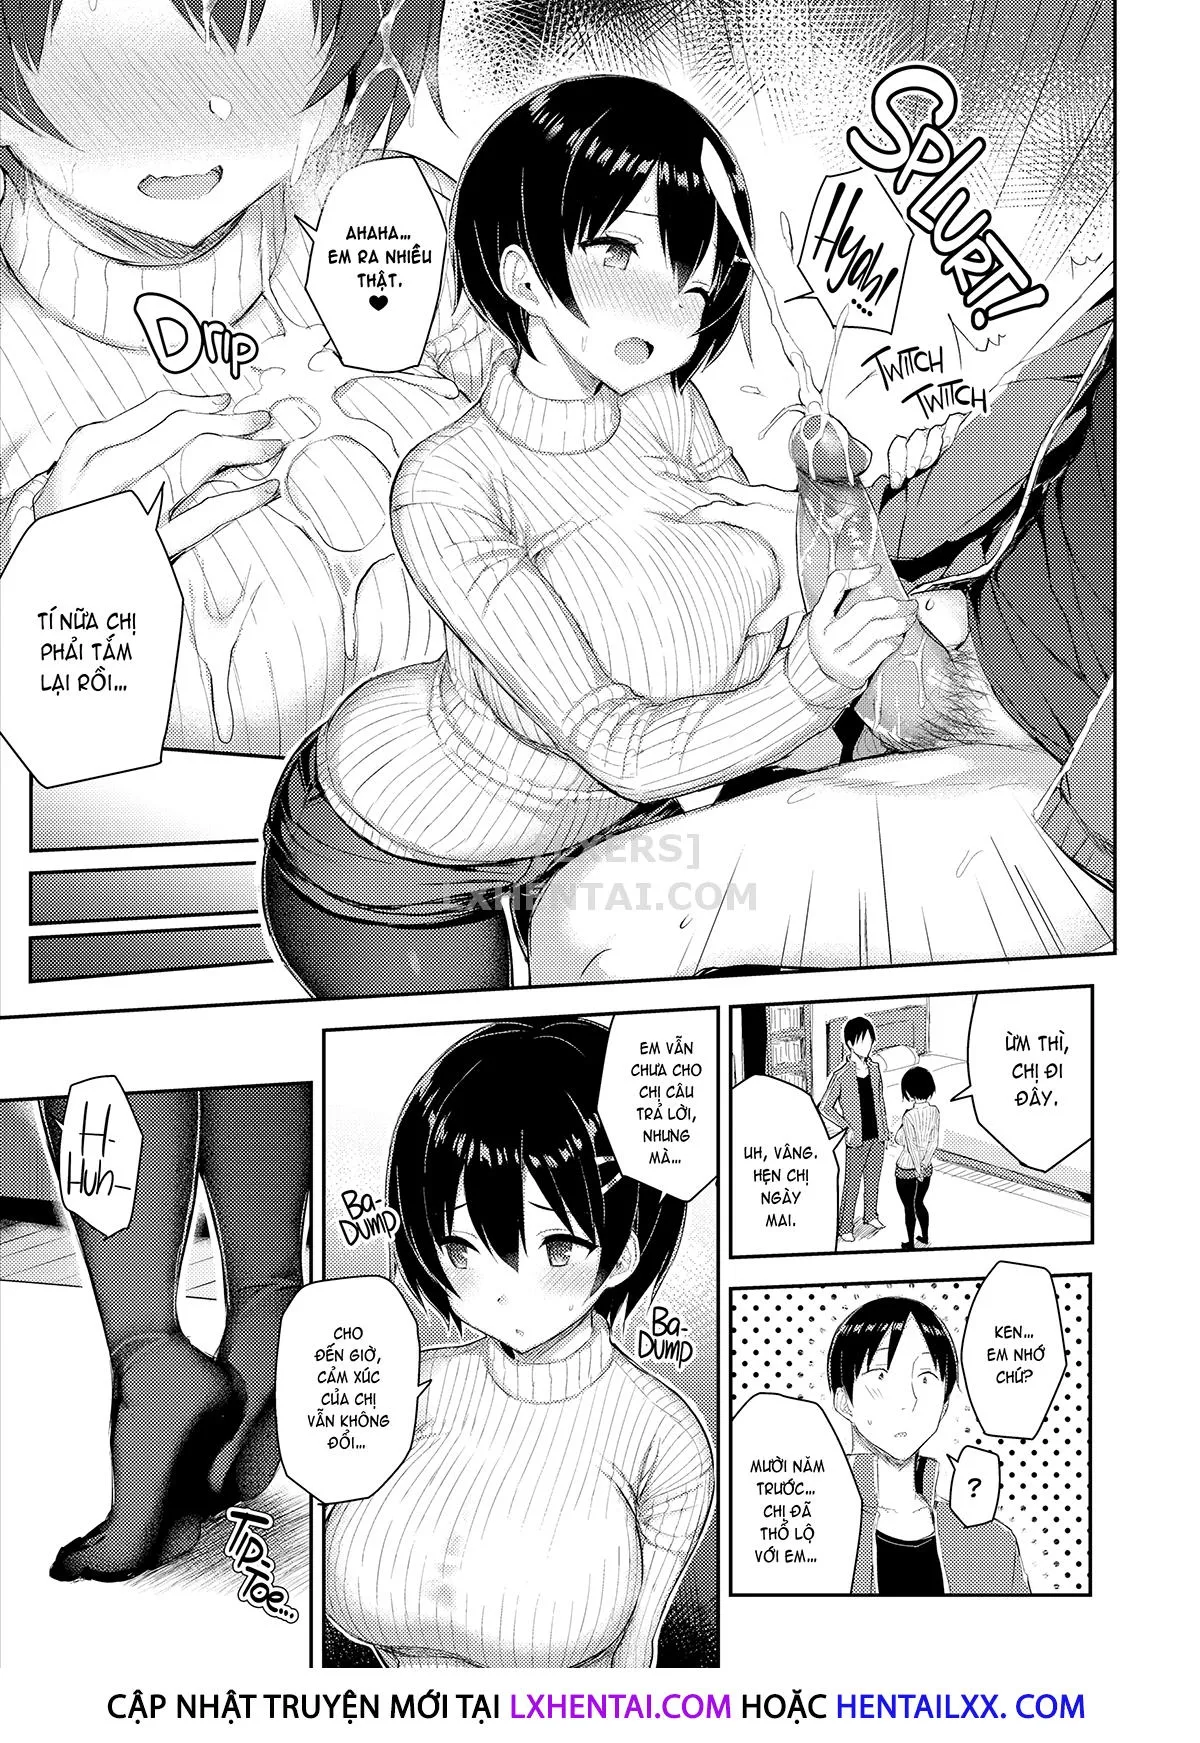 SPLURT!
Hyah!
...
TWITCH
TWITCH
AHAHA...
EM RA NHIỀU
THẬT.
♥
Drip
TÍ NỮA CHỊ
PHẢI TẮM
LẠI RỒI...
[LXERS]
LXHENTAI.COM
ỪM THÌ,
CHỊ ĐI
ĐÂY.
UH, VÂNG.
HẸN CHỊ
NGÀY
MAI.
KEN...
EM NHỚ
CHỨ?
?
MƯỜI NĂM
TRƯỚC...
CHỊ ĐÃ
THỔ LỘ
VỚI EM...
EM VẪN
CHƯA CHO
CHỊ CÂU
TRẢ LỜI,
NHƯNG
MÀ...
BA-
DUMP
BA-
DUMP
CHO
ĐẾN GIỜ,
CẢM XÚC
CỦA CHỊ
VẪN KHÔNG
ĐỔI...
H-
HUH-
TIP-
TOE...
CẬP NHẬT TRUYỆN MỚI TẠI LXHENTAI.COM HOẶC HENTAILXX. COM